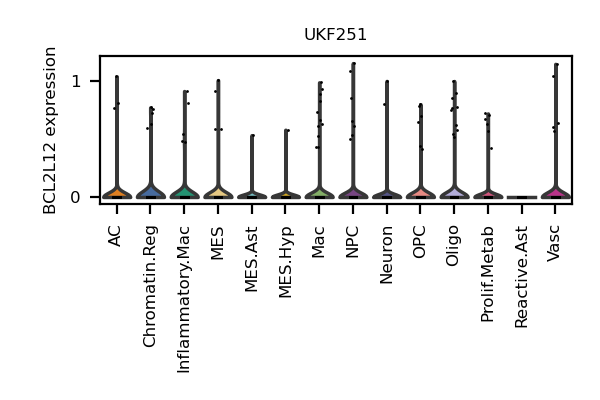 UKF251
BCL2L12 expression
1
0
AC
Chromatin.Reg
Inflammatory.Mac
MES
MES.Ast
MES.Hyp
Mac
NPC
Neuron
OPC
Oligo
Prolif.Metab
Reactive.Ast
Vasc